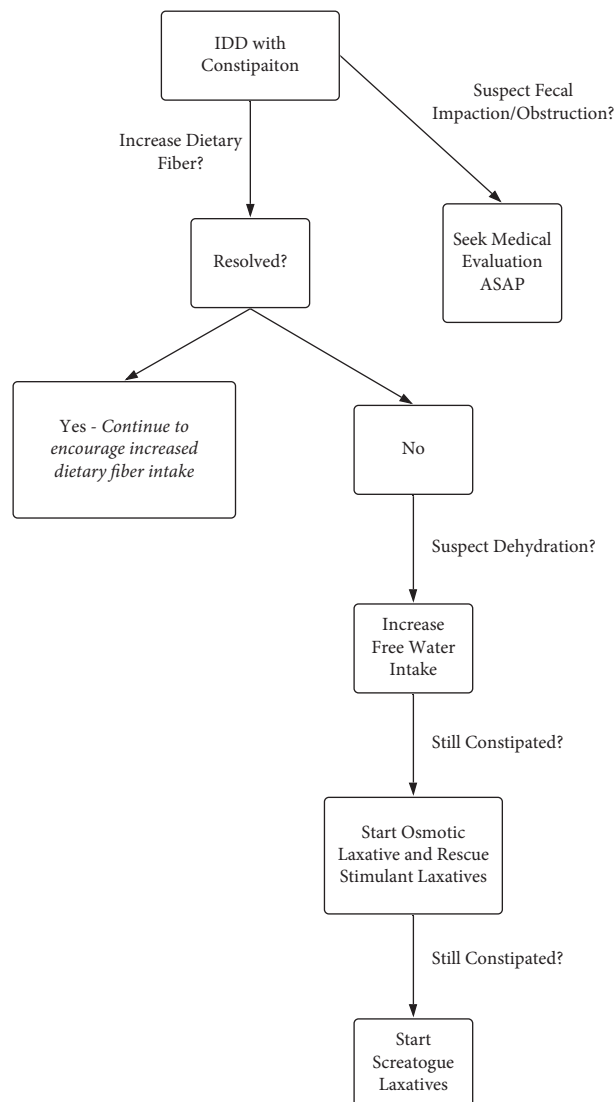 IDD with
Constipaiton
Suspect Fecal
Impaction/Obstruction?
Increase Dietary
Fiber?
Resolved?
Seek Medical
Evaluation
ASAP
Yes - Continue to
encourage increased
dietary fiber intake
No
Suspect Dehydration?
Increase
Free Water
Intake
Still Constipated?
Start Osmotic
Laxative and Rescue
Stimulant Laxatives
Still Constipated?
Start
Screatogue
Laxatives